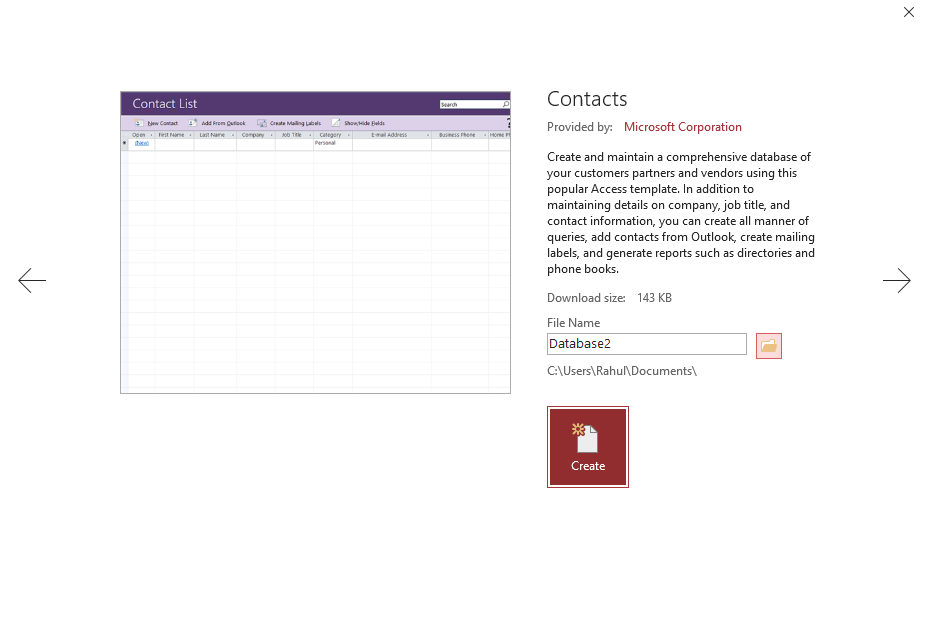 Contact List
Search
New Contact Add From Outlook Create Mailing Labels Show/Hide Fields
Open First Name Last Name Company Job Title Category E-mail Address Business Phone Home
(New) Personal
Contacts
Provided by: Microsoft Corporation
Create and maintain a comprehensive database of
your customers partners and vendors using this
popular Access template. In addition to
maintaining details on company, job title, and
contact information, you can create all manner of
queries, add contacts from Outlook, create mailing
labels, and generate reports such as directories and
phone books.
Download size: 143 KB
File Name
Database2
C:\Users\Rahul\Documents\
Create